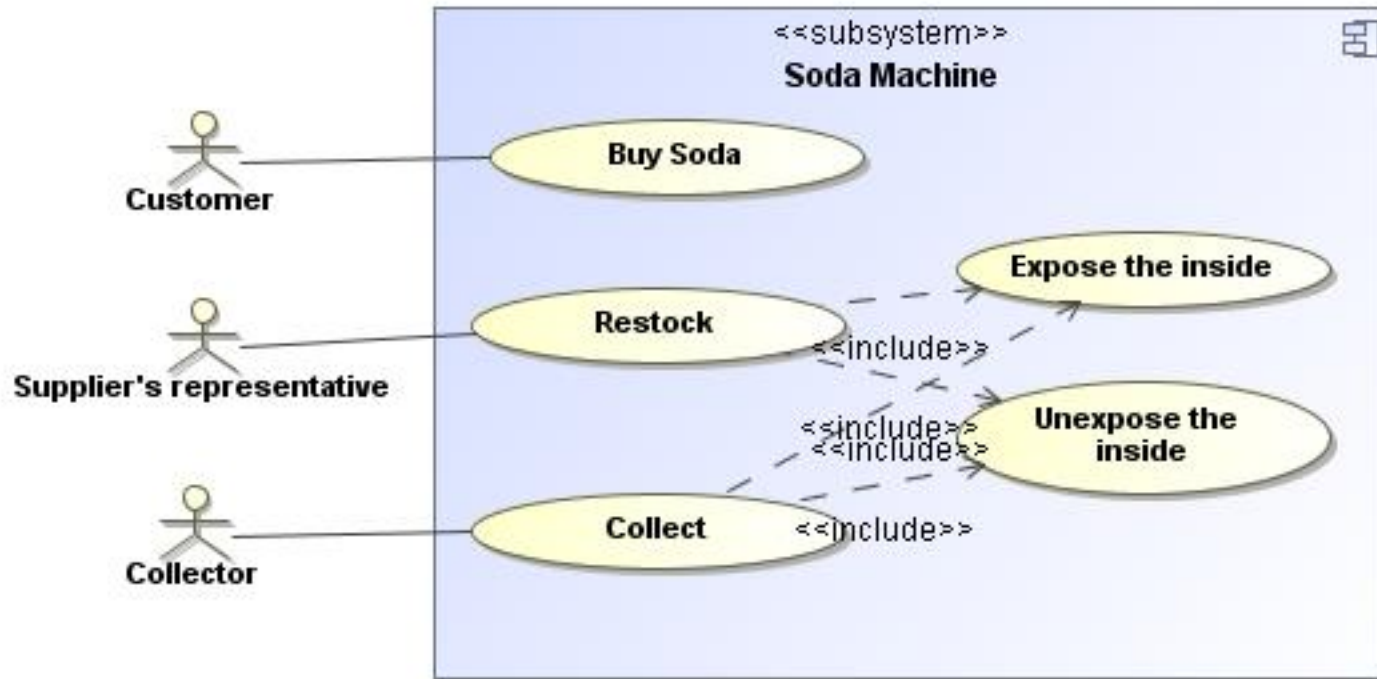 <<subsystem>>
Soda Machine
Buy Soda
Customer
Expose the inside
Restock
<<include>>
Supplier's representative
Unexpose the
inside
<<include>>
<<include>>
Collect
<<include>>
Collector